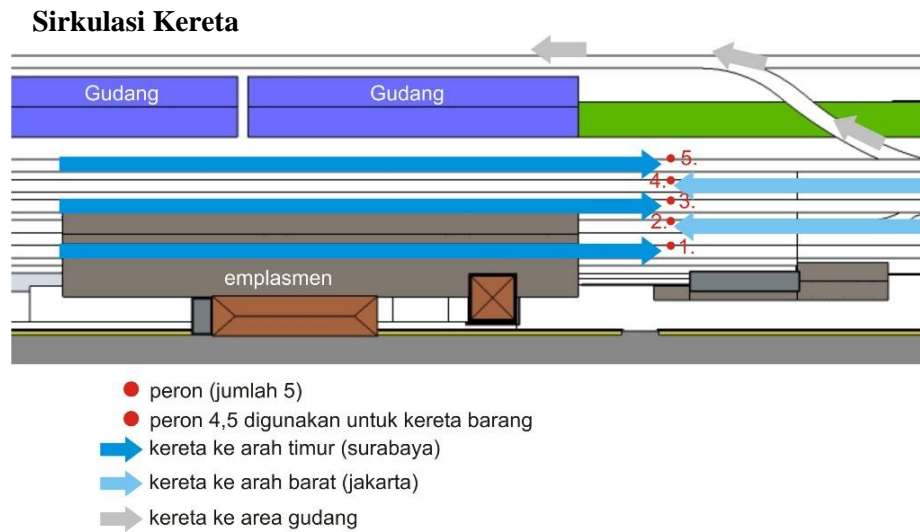 Sirkulasi Kereta
Gudang
Gudang
5.
4.
3.
2.
1.
emplasmen
peron (jumlah 5)
peron 4,5 digunakan untuk kereta barang
kereta ke arah timur (surabaya)
kereta ke arah barat (jakarta)
kereta ke area gudang